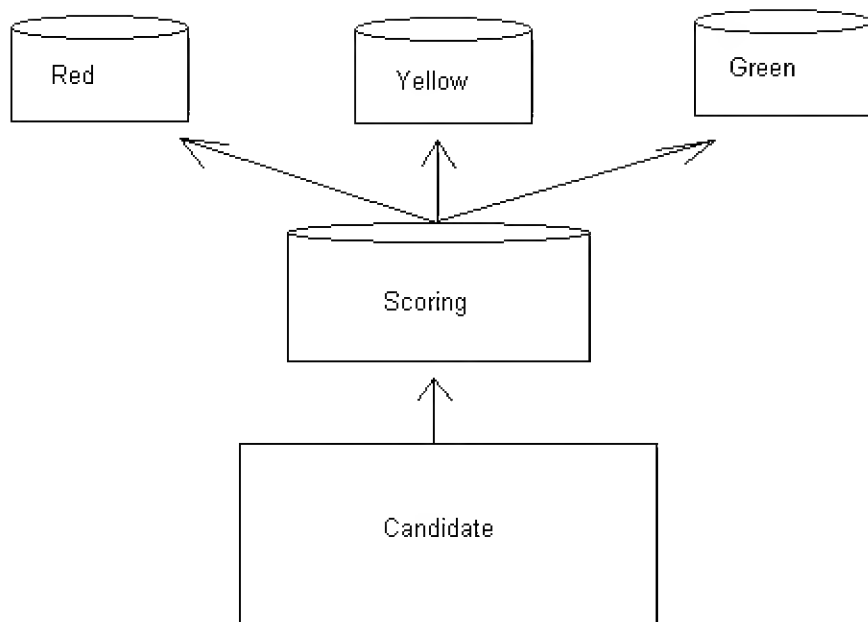 Red
Yellow
Green
Scoring
Candidate